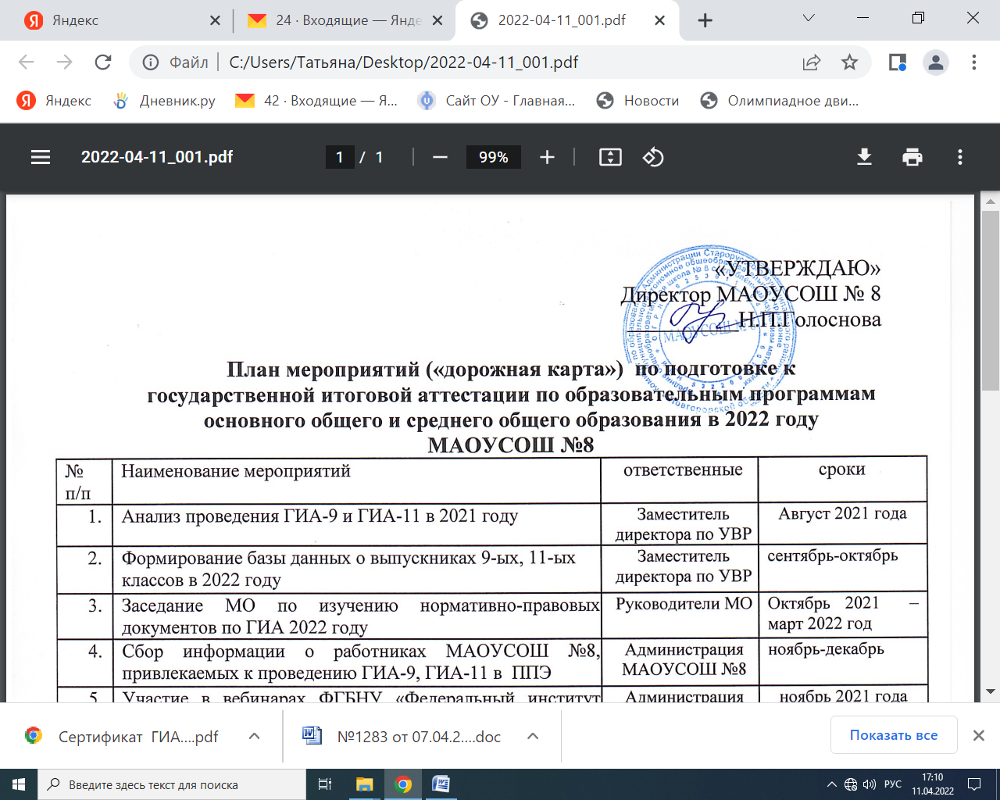 Яндекс
24 · Входящие — Янде
2022-04-11_001.pdf
Файл
C:/Users/Татьяна/Desktop/2022-04-11_001.pdf
Яндекс
Дневник.ру
42 · Входящие — Я...
Сайт ОУ - Главная...
Новости
Олимпиадное дви...
2022-04-11_001.pdf
1 / 1
99%
«УТВЕРЖДАЮ»
Директор МАОУСОШ № 8
Н.П.Голоснова
МАОУСОШ № 8
План мероприятий («дорожная карта») по подготовке к
государственной итоговой аттестации по образовательным программам
основного общего и среднего общего образования в 2022 году
МАОУСОШ №8
№ п/п
Наименование мероприятий
ответственные
сроки
1.
Анализ проведения ГИА-9 и ГИА-11 в 2021 году
Заместитель
директора по УВР
Август 2021 года
2.
Формирование базы данных о выпускниках 9-ых, 11-ых
классов в 2022 году
Заместитель
директора по УВР
сентябрь-октябрь
3.
Заседание МО по изучению нормативно-правовых
документов по ГИА 2022 году
Руководители МО
Октябрь 2021 –
март 2022 год
4.
Сбор информации о работниках МАОУСОШ №8,
привлекаемых к проведению ГИА-9, ГИА-11 в ППЭ
Администрация
МАОУСОШ №8
ноябрь-декабрь
5.
Участие в вебинарах ФГБНУ «Федеральный институт
Администрация
ноябрь 2021 года
Сертификат ГИА....pdf
№1283 от 07.04.2....doc
Показать все
Введите здесь текст для поиска
РУС
17:10
11.04.2022